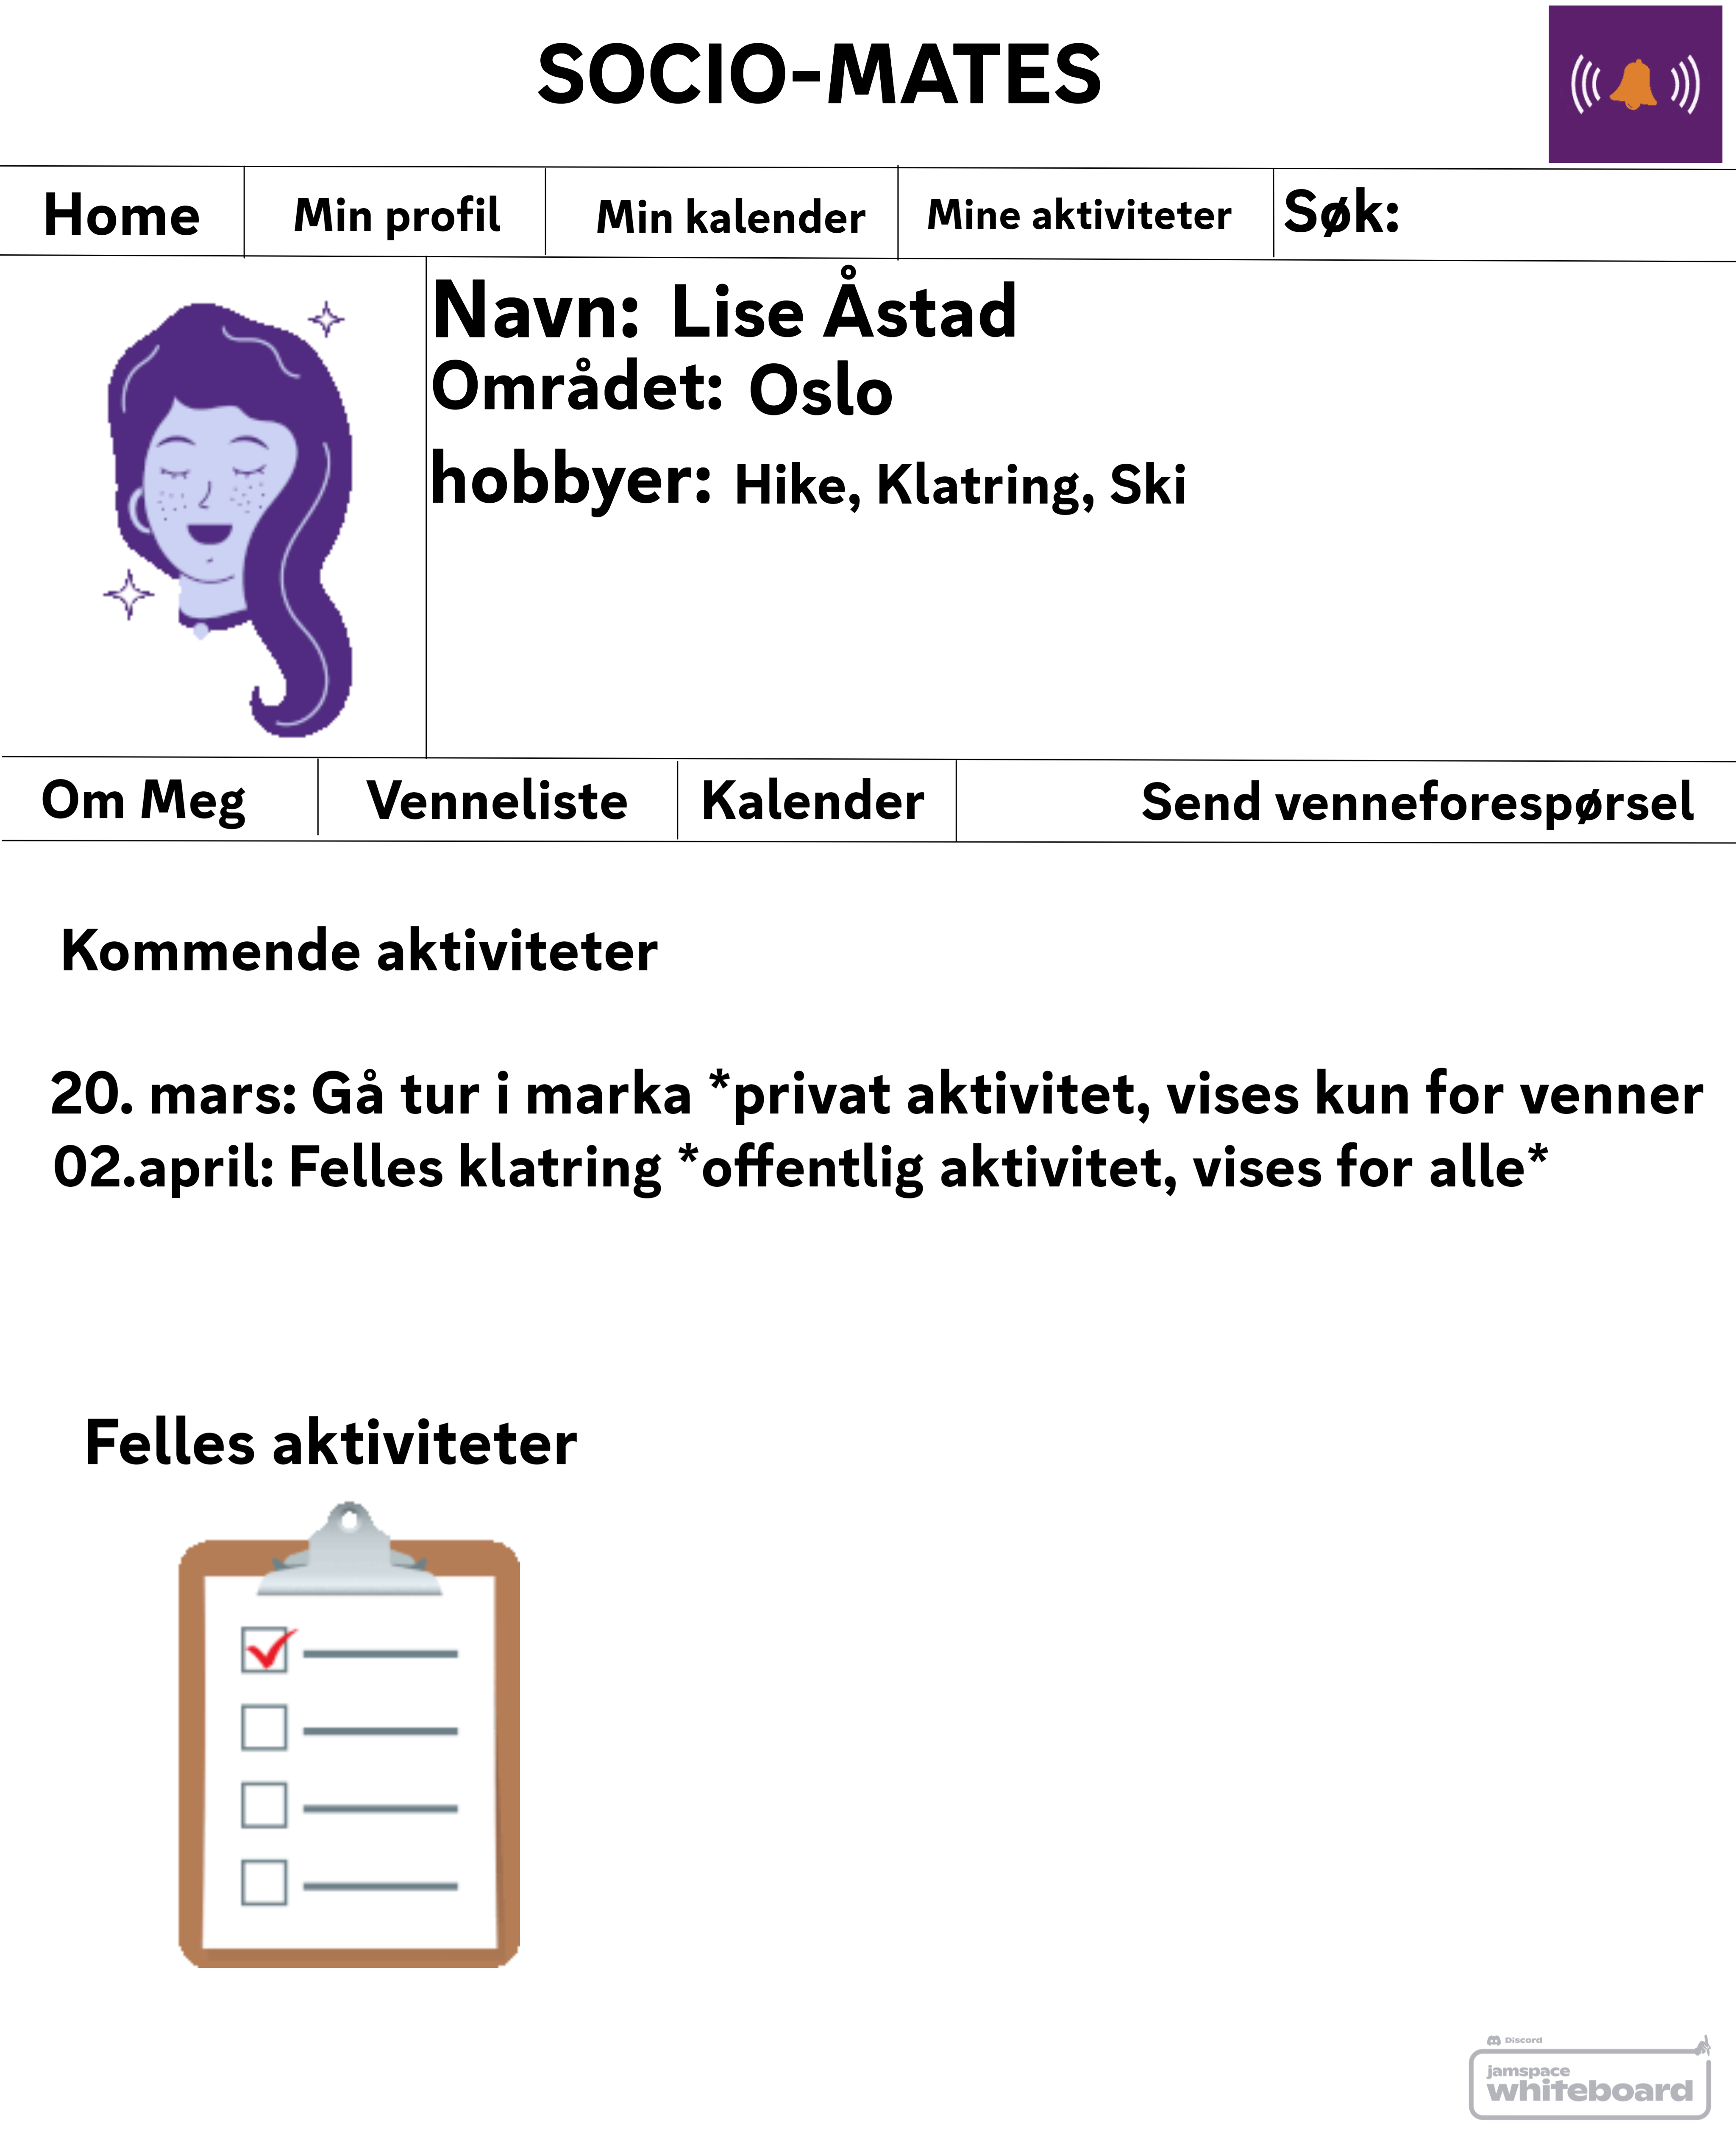 SOCIO-MATES
Home Min profil Min kalender Mine aktiviteter Søk:
Navn: Lise Åstad
Området: Oslo
hobbyer: Hike, Klatring, Ski
Om Meg Venneliste Kalender Send venneforespørsel
Kommende aktiviteter
20. mars: Gå tur i marka *privat aktivitet, vises kun for venner
02.april: Felles klatring *offentlig aktivitet, vises for alle*
Felles aktiviteter
Discord
jamspace
whiteboard